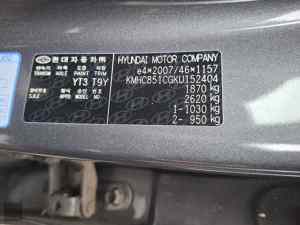 현대자동차
HYUNDAI MOTOR COMPANY
e4*2007/46*1157
KMHC851CGKU152404
YT3 T9Y
1870 kg
2620 kg
1- 1030 kg
2- 950 kg